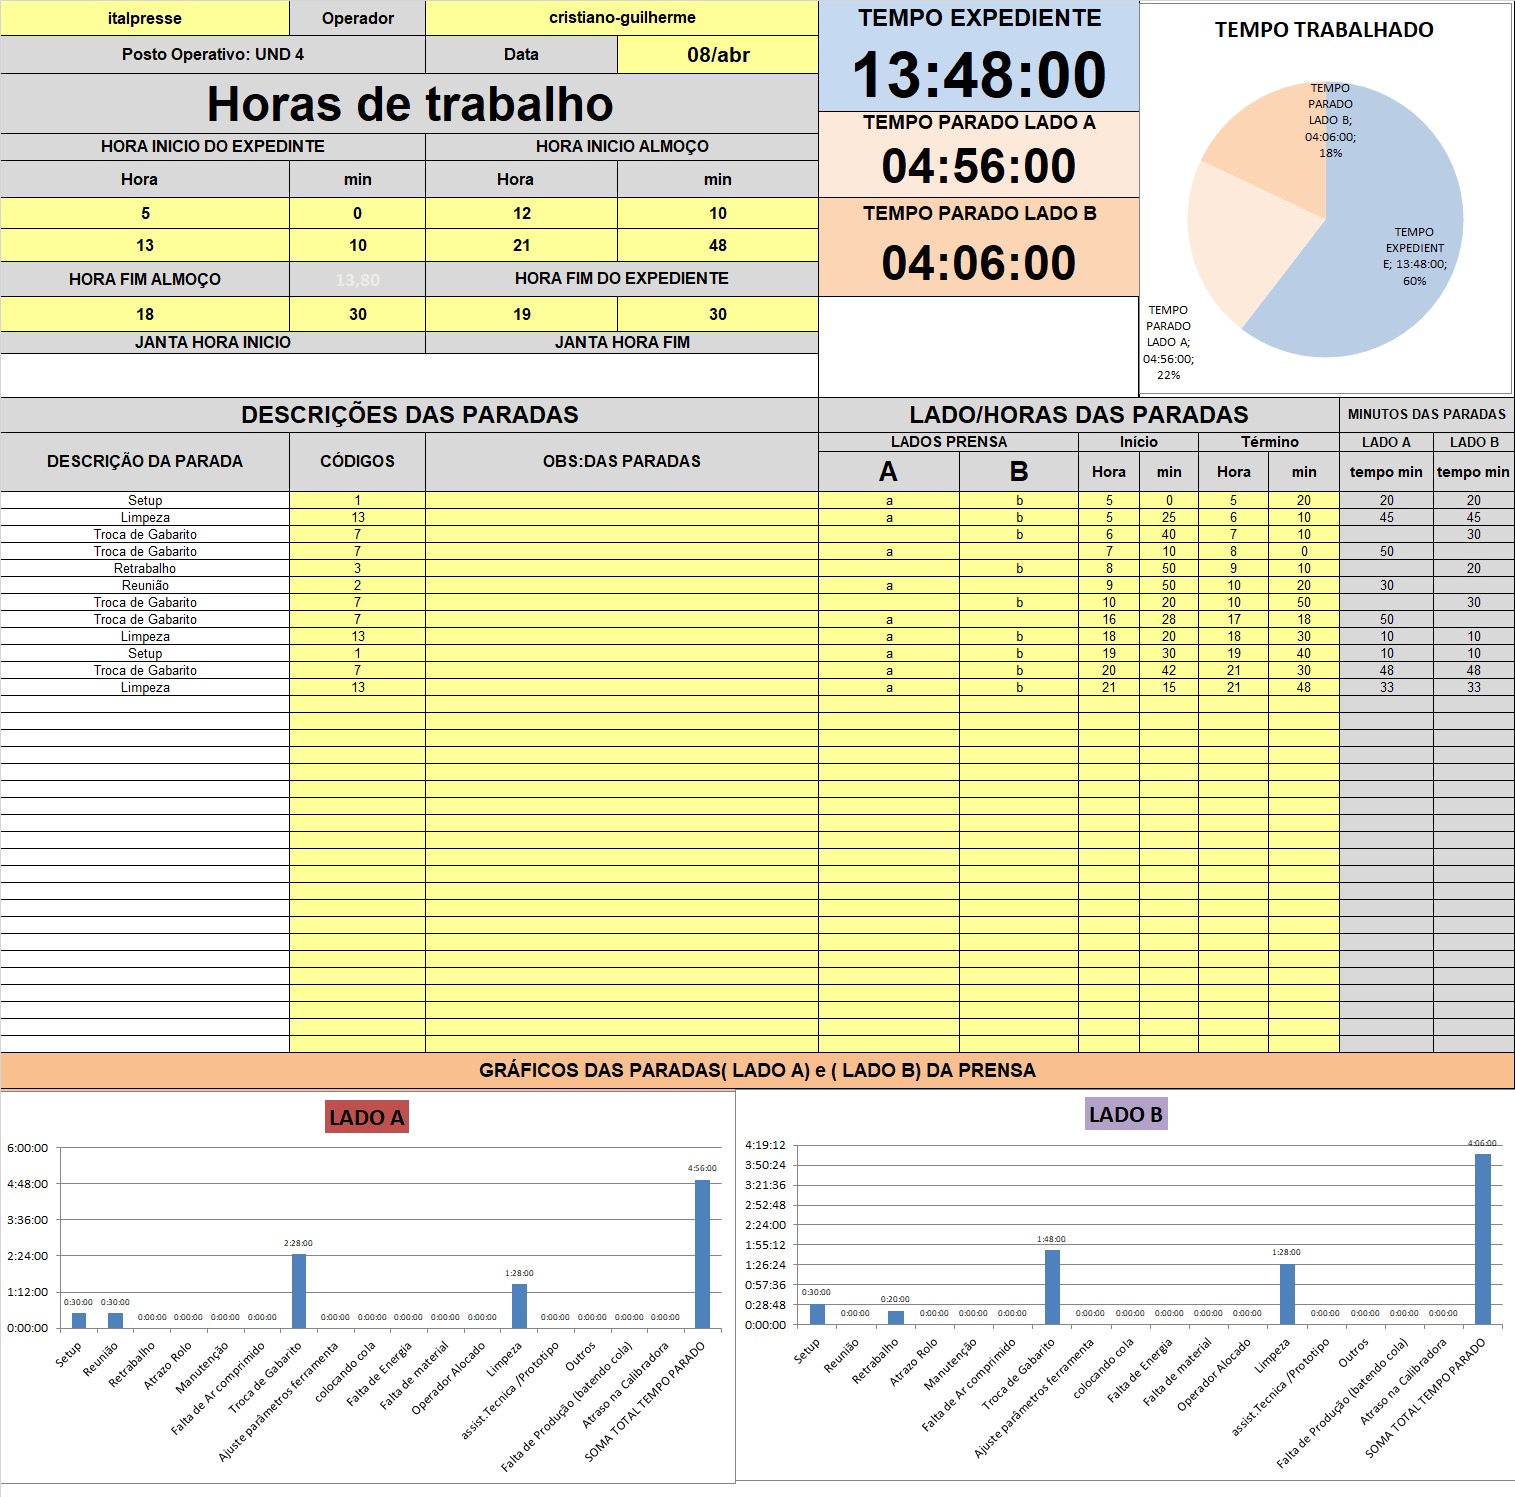 italpresse Operador cristiano-guilherme
Posto Operativo: UND 4 Data 08/abr
Horas de trabalho
HORA INICIO DO EXPEDINTE HORA INICIO ALMOÇO
Hora min Hora min
5 0 12 10
13 10 21 48
HORA FIM ALMOÇO 13,80 HORA FIM DO EXPEDIENTE
18 30 19 30
JANTA HORA INICIO JANTA HORA FIM
TEMPO EXPEDIENTE
13:48:00
TEMPO PARADO LADO A
04:56:00
TEMPO PARADO LADO B
04:06:00
TEMPO TRABALHADO
TEMPO
PARADO
LADO B;
04:06:00;
18%
TEMPO
EXPEDIENT
E; 13:48:00;
60%
TEMPO
PARADO
LADO A;
04:56:00;
22%
DESCRIÇÕES DAS PARADAS LADO/HORAS DAS PARADAS MINUTOS DAS PARADAS
DESCRIÇÃO DA PARADA CÓDIGOS OBS:DAS PARADAS LADOS PRENSA Início Término LADO A LADO B
A B Hora min Hora min tempo min tempo min
Setup 1 a b 5 0 5 20 20 20
Limpeza 13 a b 5 25 6 10 45 45
Troca de Gabarito 7 b 6 40 7 10 30
Troca de Gabarito 7 a 7 10 8 0 50
Retrabalho 3 b 8 50 9 10 20
Reunião 2 a 9 50 10 20 30
Troca de Gabarito 7 b 10 20 10 50 30
Troca de Gabarito 7 a 16 28 17 18 50
Limpeza 13 a b 18 20 18 30 10 10
Setup 1 a b 19 30 19 40 10 10
Troca de Gabarito 7 a b 20 42 21 30 48 48
Limpeza 13 a b 21 15 21 48 33 33
GRÁFICOS DAS PARADAS( LADO A) e ( LADO B) DA PRENSA
LADO A
6:00:00
4:48:00
3:36:00
2:24:00
1:12:00
0:00:00
0:30:00 0:30:00 0:00:00 0:00:00 0:00:00 0:00:00 2:28:00 0:00:00 0:00:00 0:00:00 0:00:00 0:00:00 1:28:00 0:00:00 0:00:00 0:00:00 0:00:00 4:56:00
Setup
Reunião
Retrabalho
Atrazo Rolo
Manutenção
Falta de Ar comprimido
Troca de Gabarito
Ajuste parâmetros ferramenta
colocando cola
Falta de Energia
Falta de material
Operador Alocado
Limpeza
assist.Tecnica /Prototipo
Outros
Falta de Produção (batendo cola)
Atraso na Calibradora
SOMA TOTAL TEMPO PARADO
LADO B
4:19:12
3:50:24
3:21:36
2:52:48
2:24:00
1:55:12
1:26:24
0:57:36
0:28:48
0:00:00
0:30:00 0:00:00 0:20:00 0:00:00 0:00:00 0:00:00 1:48:00 0:00:00 0:00:00 0:00:00 0:00:00 0:00:00 1:28:00 0:00:00 0:00:00 0:00:00 0:00:00 4:06:00
Setup
Reunião
Retrabalho
Atrazo Rolo
Manutenção
Falta de Ar comprimido
Troca de Gabarito
Ajuste parâmetros ferramenta
colocando cola
Falta de Energia
Falta de material
Operador Alocado
Limpeza
assist.Tecnica /Prototipo
Outros
Falta de Produção (batendo cola)
Atraso na Calibradora
SOMA TOTAL TEMPO PARADO